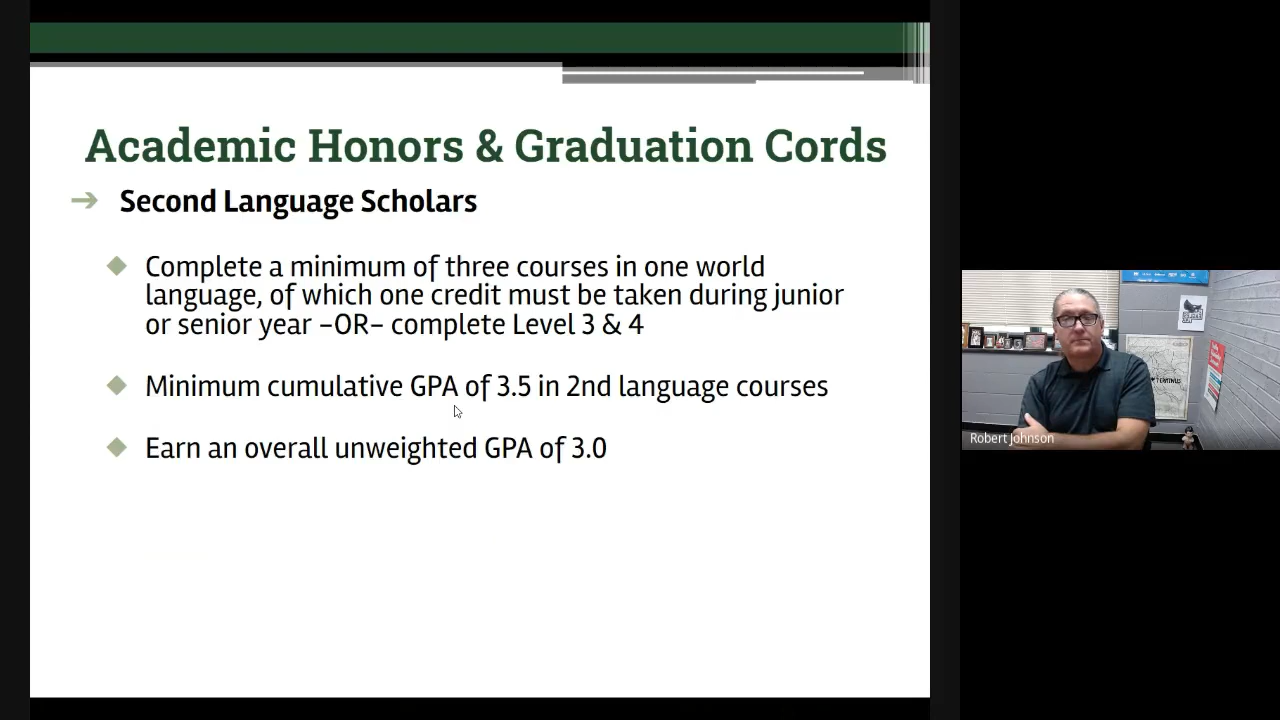 Academic Honors & Graduation Cords
Second Language Scholars
Complete a minimum of three courses in one world
language, of which one credit must be taken during junior
or senior year –OR– complete Level 3 & 4
Minimum cumulative GPA of 3.5 in 2nd language courses
Earn an overall unweighted GPA of 3.0
Robert Johnson